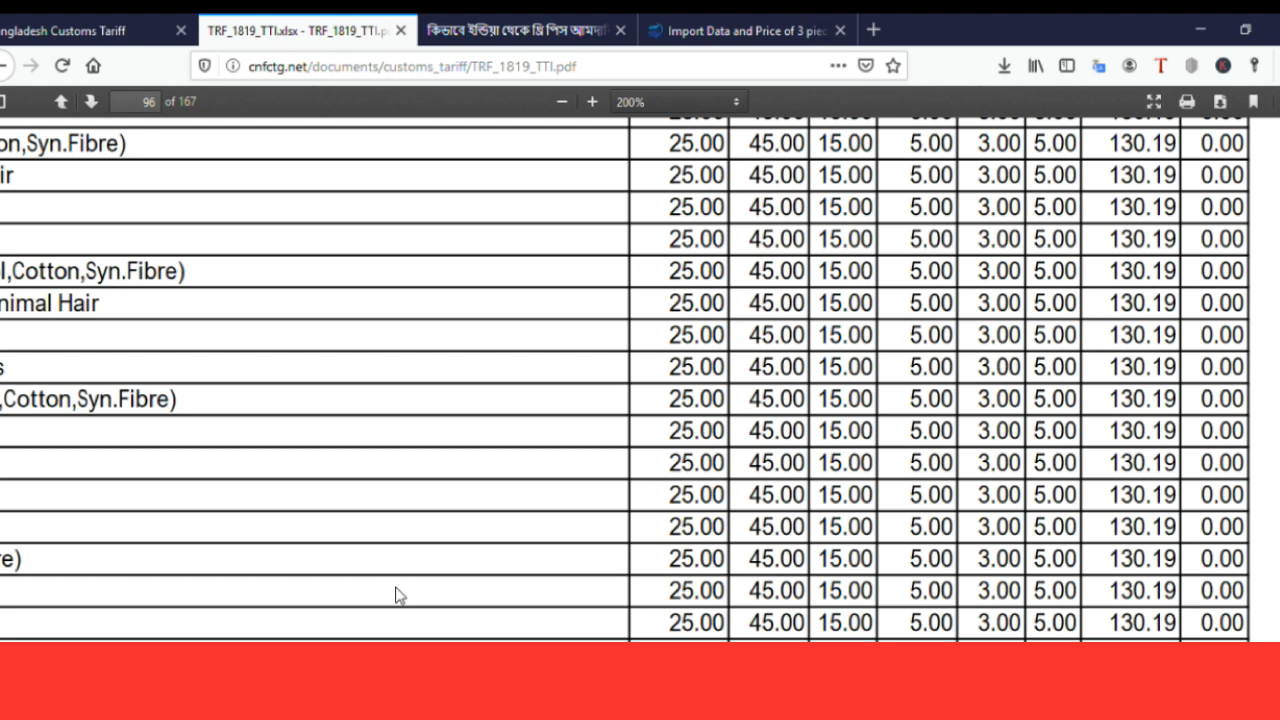 ngladesh Customs Tariff
TRF_1819_TTI.xlsx - TRF_1819_TTI.p
কিভাবে ইন্ডিয়া থেকে থ্রি পিস আমদানি
Import Data and Price of 3 piec
cnfctg.net/documents/customs_tariff/TRF_1819_TTI.pdf
96 of 167
200%
on,Syn.Fibre) 25.00 45.00 15.00 5.00 3.00 5.00 130.19 0.00
ir 25.00 45.00 15.00 5.00 3.00 5.00 130.19 0.00
25.00 45.00 15.00 5.00 3.00 5.00 130.19 0.00
25.00 45.00 15.00 5.00 3.00 5.00 130.19 0.00
l,Cotton,Syn.Fibre) 25.00 45.00 15.00 5.00 3.00 5.00 130.19 0.00
nimal Hair 25.00 45.00 15.00 5.00 3.00 5.00 130.19 0.00
25.00 45.00 15.00 5.00 3.00 5.00 130.19 0.00
s 25.00 45.00 15.00 5.00 3.00 5.00 130.19 0.00
,Cotton,Syn.Fibre) 25.00 45.00 15.00 5.00 3.00 5.00 130.19 0.00
25.00 45.00 15.00 5.00 3.00 5.00 130.19 0.00
25.00 45.00 15.00 5.00 3.00 5.00 130.19 0.00
25.00 45.00 15.00 5.00 3.00 5.00 130.19 0.00
25.00 45.00 15.00 5.00 3.00 5.00 130.19 0.00
re) 25.00 45.00 15.00 5.00 3.00 5.00 130.19 0.00
25.00 45.00 15.00 5.00 3.00 5.00 130.19 0.00
25.00 45.00 15.00 5.00 3.00 5.00 130.19 0.00